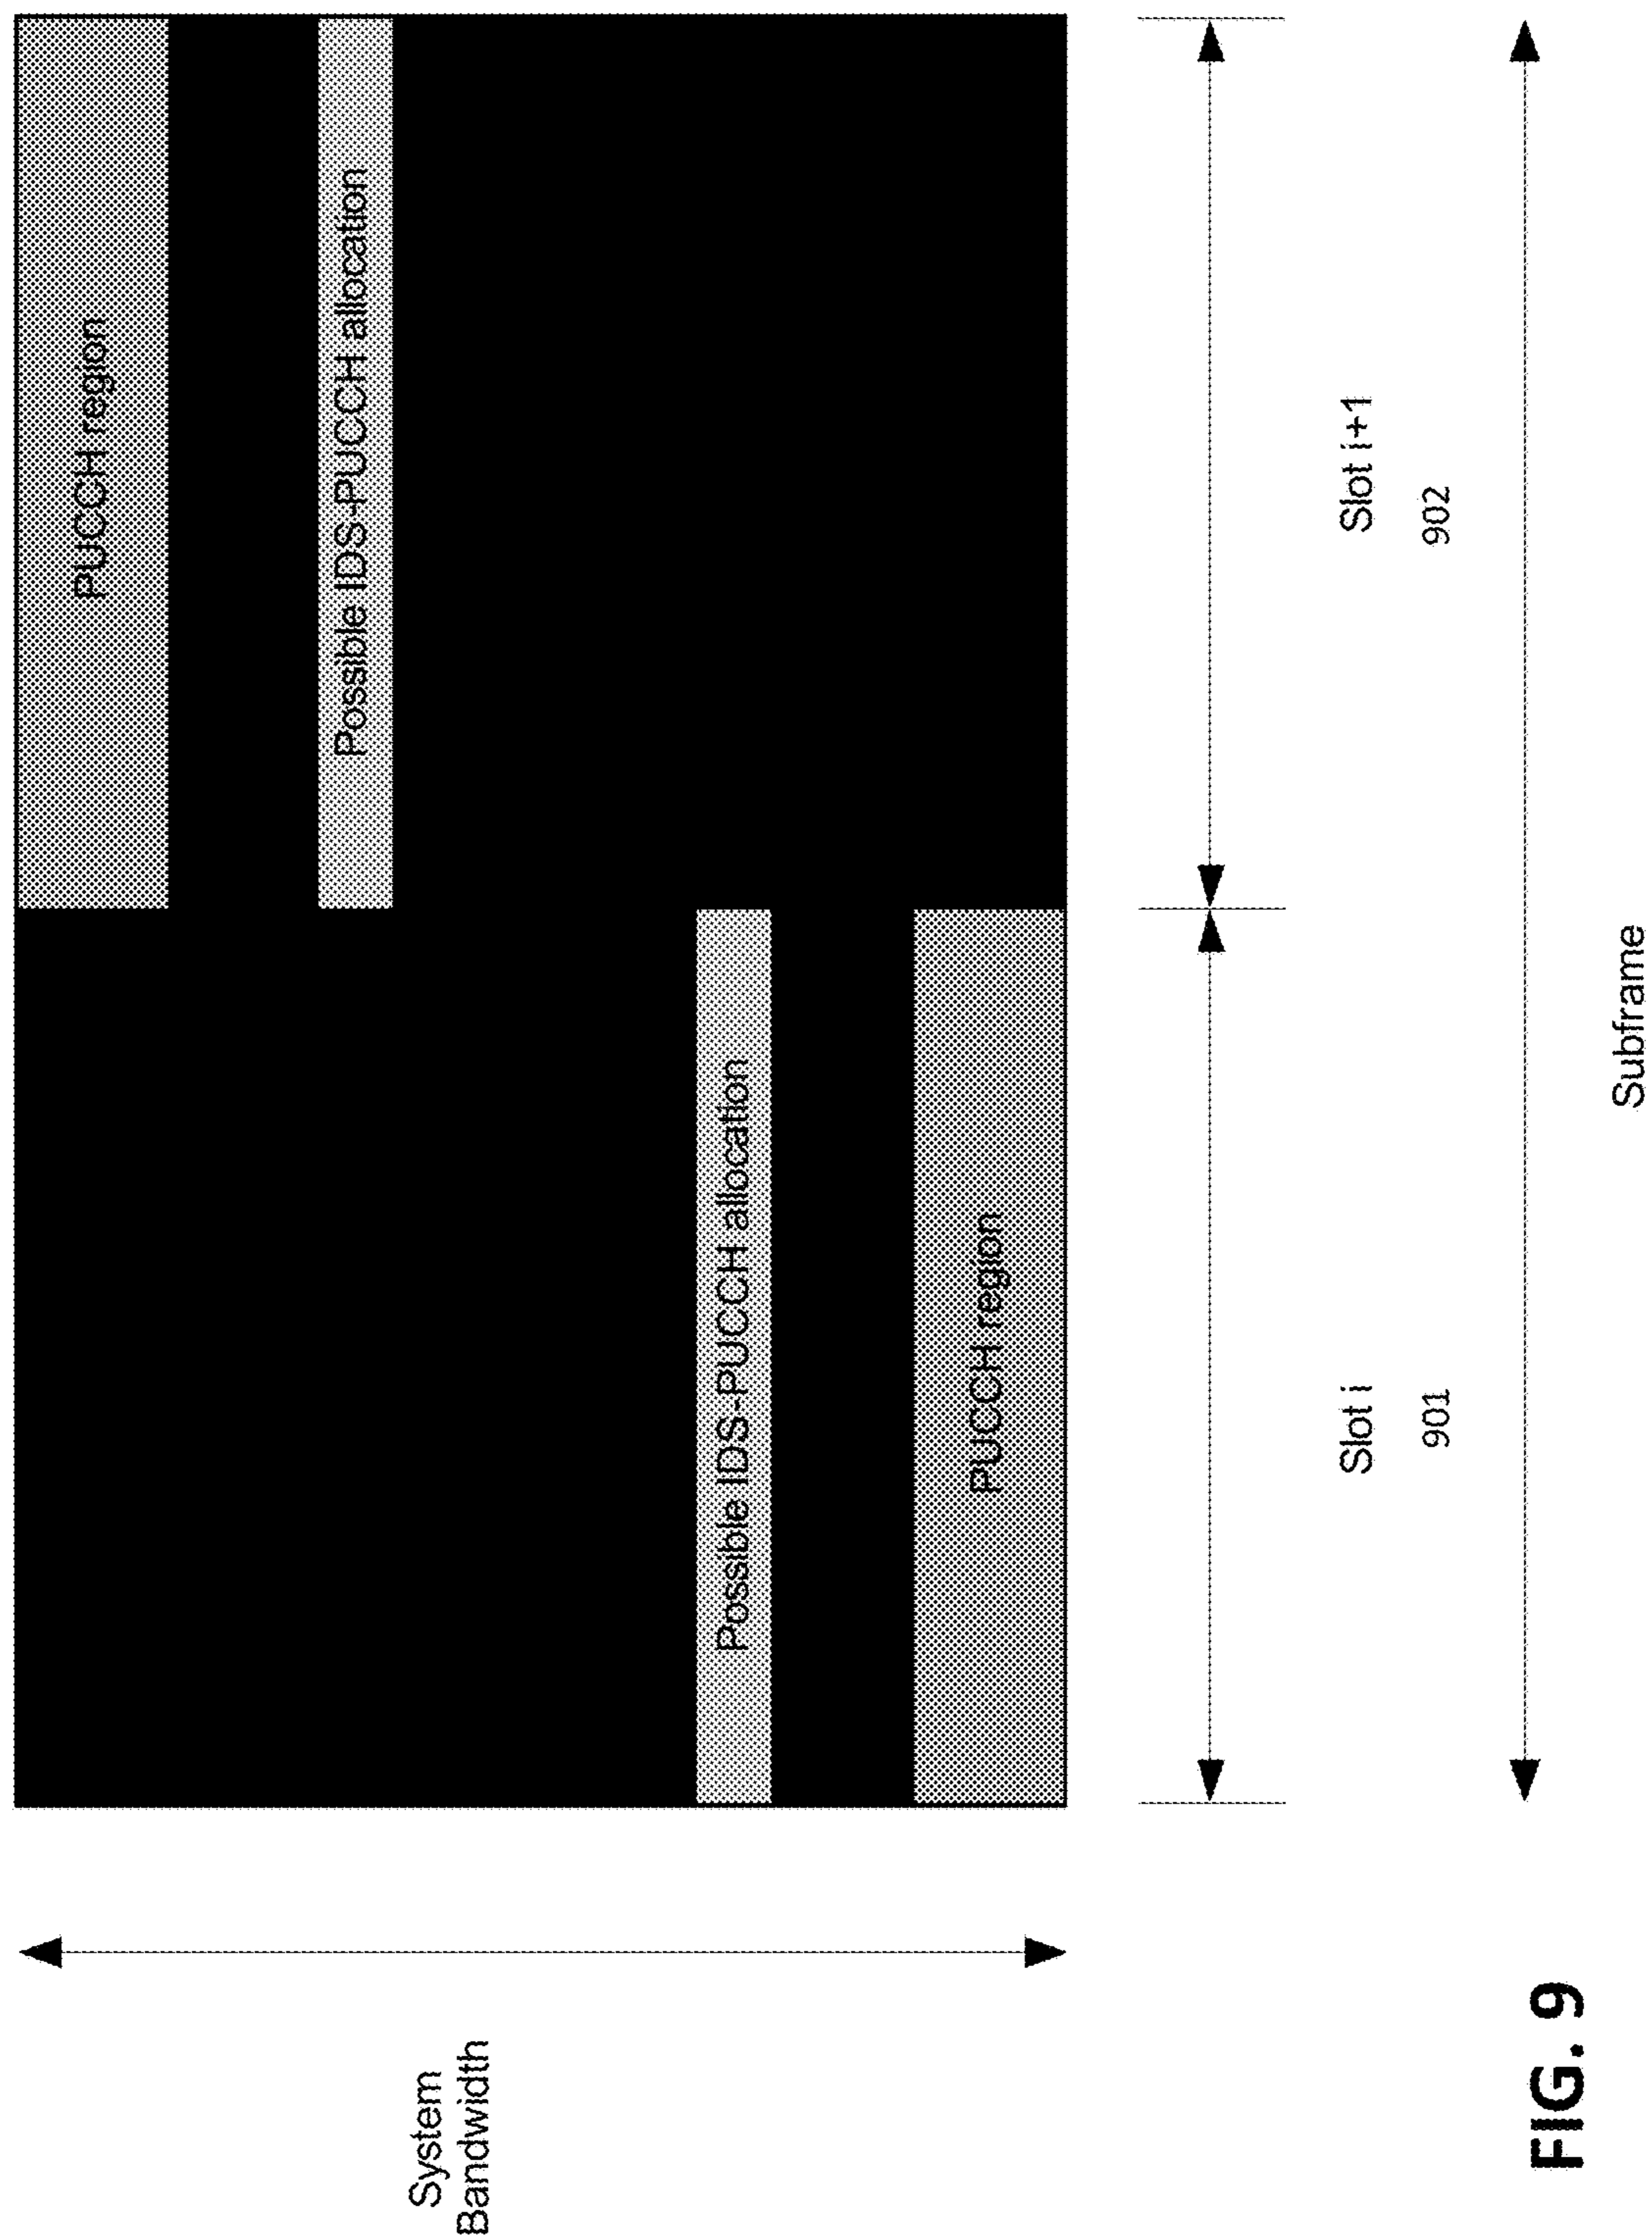 PUCCH region
Possible IDS-PUCCH allocation
Possible IDS-PUCCH allocation
PUCCH region
System
Bandwidth
Slot i
901
Slot i+1
902
Subframe
FIG. 9